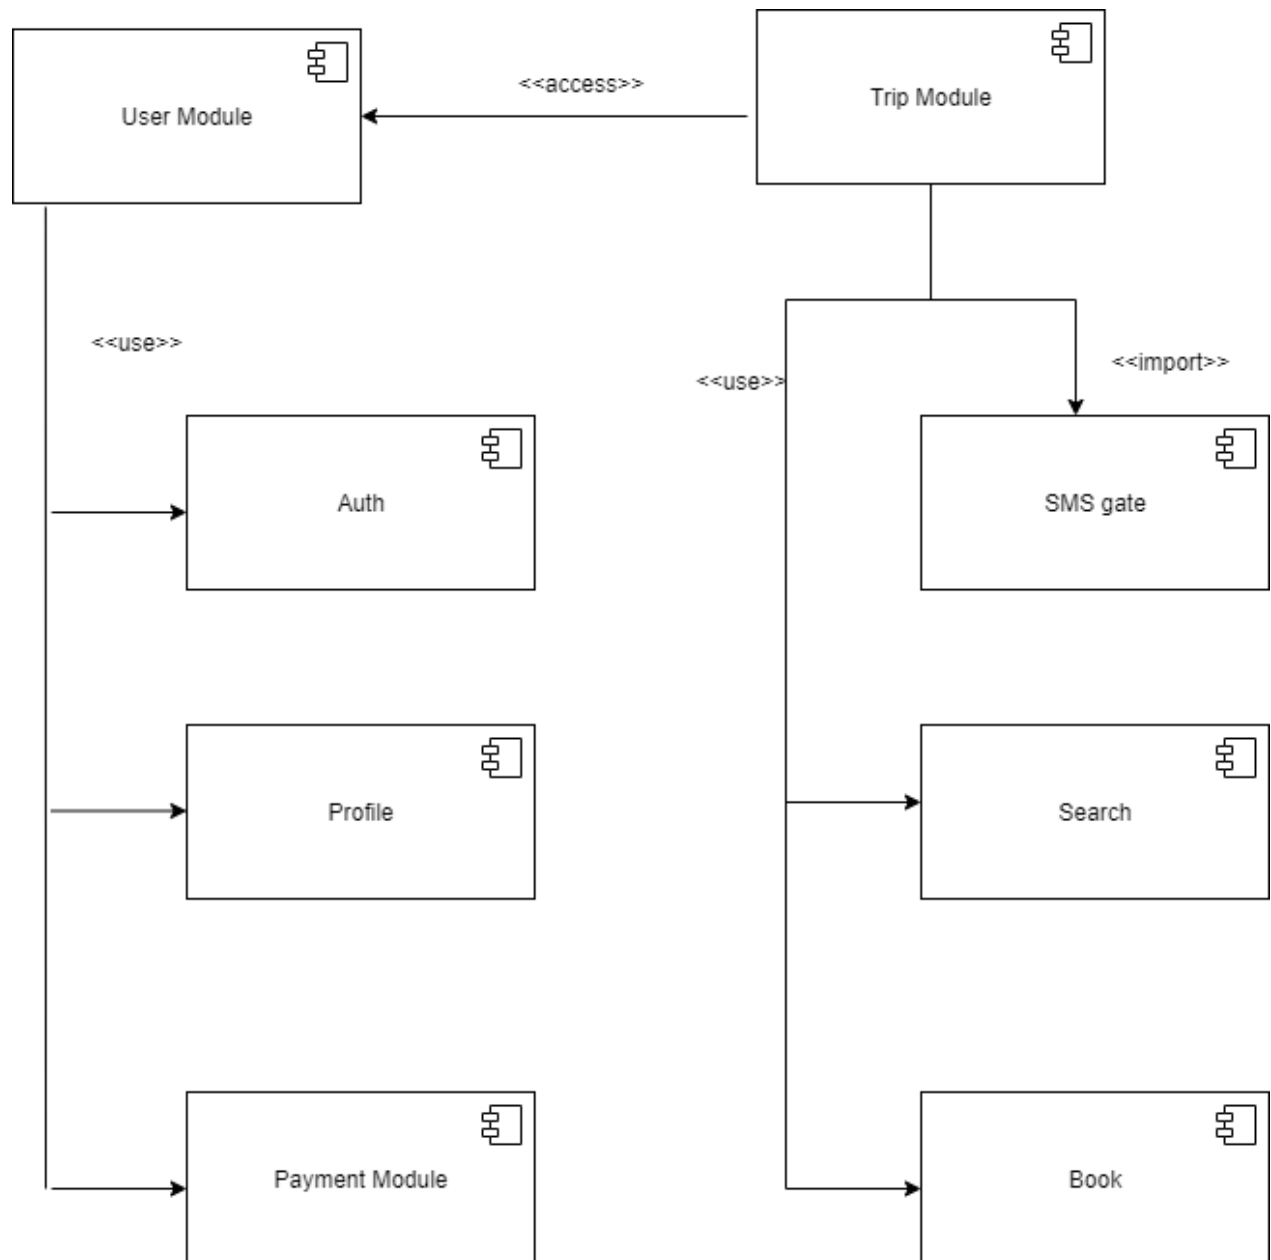 User Module
<<access>>
Trip Module
<<use>>
<<use>>
<<import>>
Auth
SMS gate
Profile
Search
Payment Module
Book